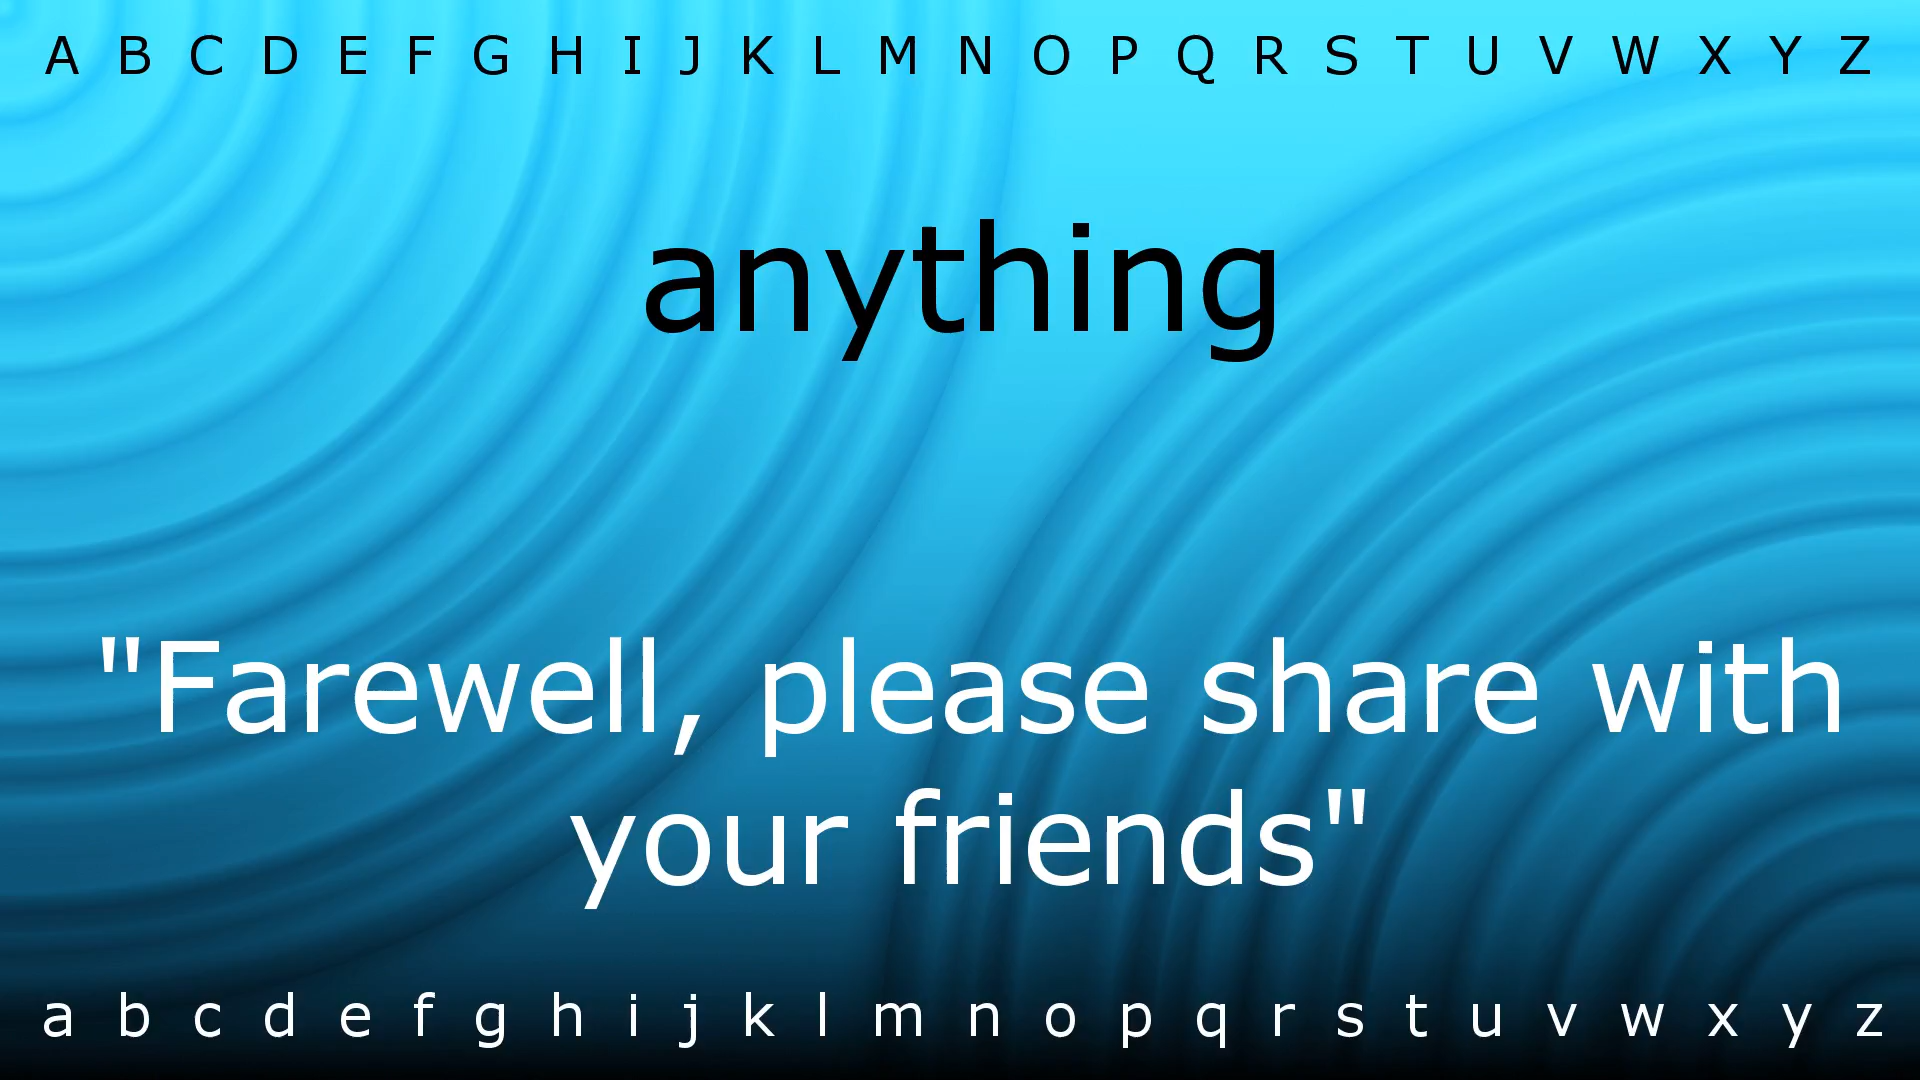 A B C D E F G H I J K L M N O P Q R S T U V W X Y Z
anything
"Farewell, please share with
your friends"
a b c d e f g h i j k l m n o p q r s t u v w x y z